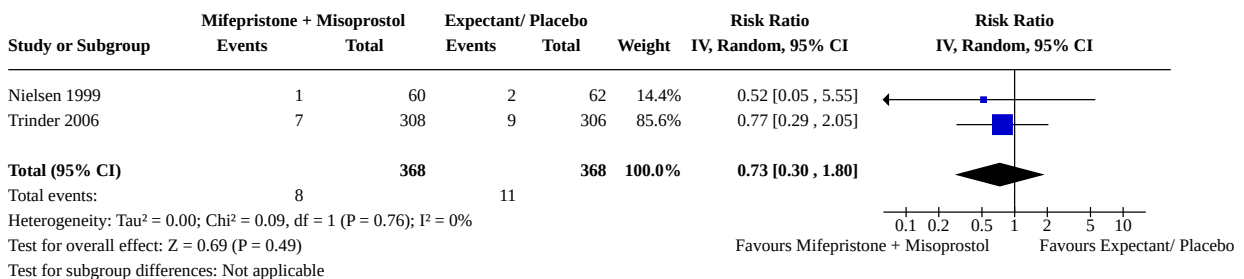 Mifepristone + Misoprostol Expectant/ Placebo Risk Ratio Risk Ratio
Study or Subgroup Events Total Events Total Weight IV, Random, 95% CI IV, Random, 95% CI
Nielsen 1999 1 60 2 62 14.4% 0.52 [0.05 , 5.55]
Trinder 2006 7 308 9 306 85.6% 0.77 [0.29 , 2.05]
Total (95% CI) 368 368 100.0% 0.73 [0.30 , 1.80]
Total events: 8 11
Heterogeneity: Tau² = 0.00; Chi² = 0.09, df = 1 (P = 0.76); I² = 0%
0.1 0.2 0.5 1 2 5 10
Test for overall effect: Z = 0.69 (P = 0.49) Favours Mifepristone + Misoprostol Favours Expectant/ Placebo
Test for subgroup differences: Not applicable